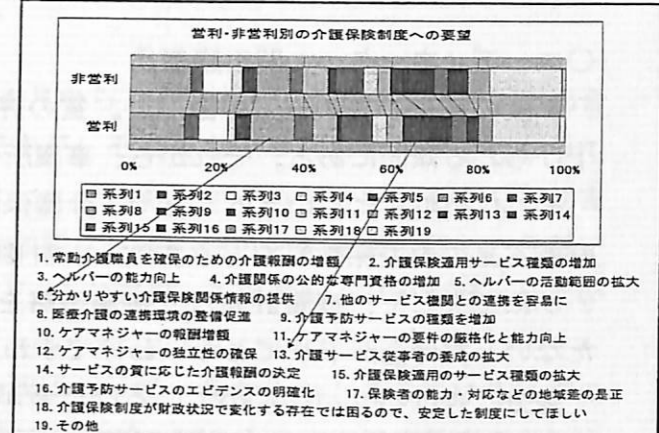 営利・非営利別の介護保険制度への要望
非営利
営利
0% 20% 40% 60% 80% 100%
系列1 系列2 系列3 系列4 系列5 系列6 系列7
系列8 系列9 系列10 系列11 系列12 系列13 系列14
系列15 系列16 系列17 系列18 系列19
1. 常勤介護職員を確保のための介護報酬の増額 2. 介護保険適用サービス種類の増加
3. ヘルパーの能力向上 4. 介護関係の公的な専門資格の増加 5. ヘルパーの活動範囲の拡大
6. 分かりやすい介護保険関係情報の提供 7. 他のサービス機関との連携を容易に
8. 医療介護の連携環境の整備促進 9. 介護予防サービスの種類を増加
10. ケアマネジャーの報酬増額 11. ケアマネジャーの要件の厳格化と能力向上
12. ケアマネジャーの独立性の確保 13. 介護サービス従事者の養成の拡大
14. サービスの質に応じた介護報酬の決定 15. 介護保険適用のサービス種類の拡大
16. 介護予防サービスのエビデンスの明確化 17. 保険者の能力・対応などの地域差の是正
18. 介護保険制度が財政状況で変化する存在では困るので、安定した制度にしてほしい
19. その他